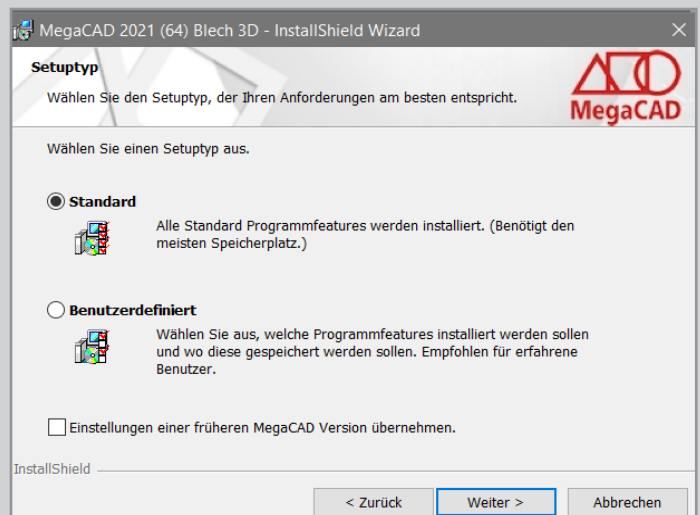 MegaCAD 2021 (64) Blech 3D - InstallShield Wizard
Setuptyp
Wählen Sie den Setuptyp, der Ihren Anforderungen am besten entspricht.
MegaCAD
Wählen Sie einen Setuptyp aus.
Standard
Alle Standard Programmfeatures werden installiert. (Benötigt den
meisten Speicherplatz.)
Benutzerdefiniert
Wählen Sie aus, welche Programmfeatures installiert werden sollen
und wo diese gespeichert werden sollen. Empfohlen für erfahrene
Benutzer.
Einstellungen einer früheren MegaCAD Version übernehmen.
InstallShield
< Zurück
Weiter >
Abbrechen